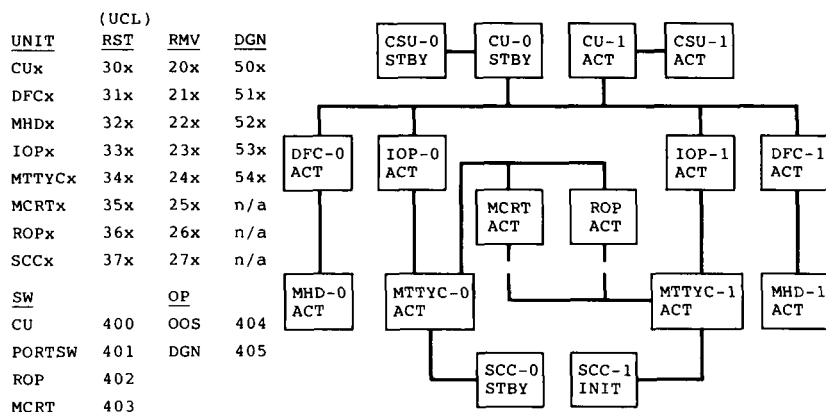 (UCL)
UNIT RST RMV DGN
CUx 30x 20x 50x
DFCx 31x 21x 51x
MHDx 32x 22x 52x
IOPx 33x 23x 53x
MTTYCx 34x 24x 54x
MCRTx 35x 25x n/a
ROPx 36x 26x n/a
SCCx 37x 27x n/a
SW OP
CU 400 OOS 404
PORTSW 401 DGN 405
ROP 402
MCRT 403
CSU-0
STBY
CU-0
STBY
CU-1
ACT
CSU-1
ACT
DFC-0
ACT
IOP-0
ACT
IOP-1
ACT
DFC-1
ACT
MCRT
ACT
ROP
ACT
MHD-0
ACT
MTTYC-0
ACT
MTTYC-1
ACT
MHD-1
ACT
SCC-0
STBY
SCC-1
INIT